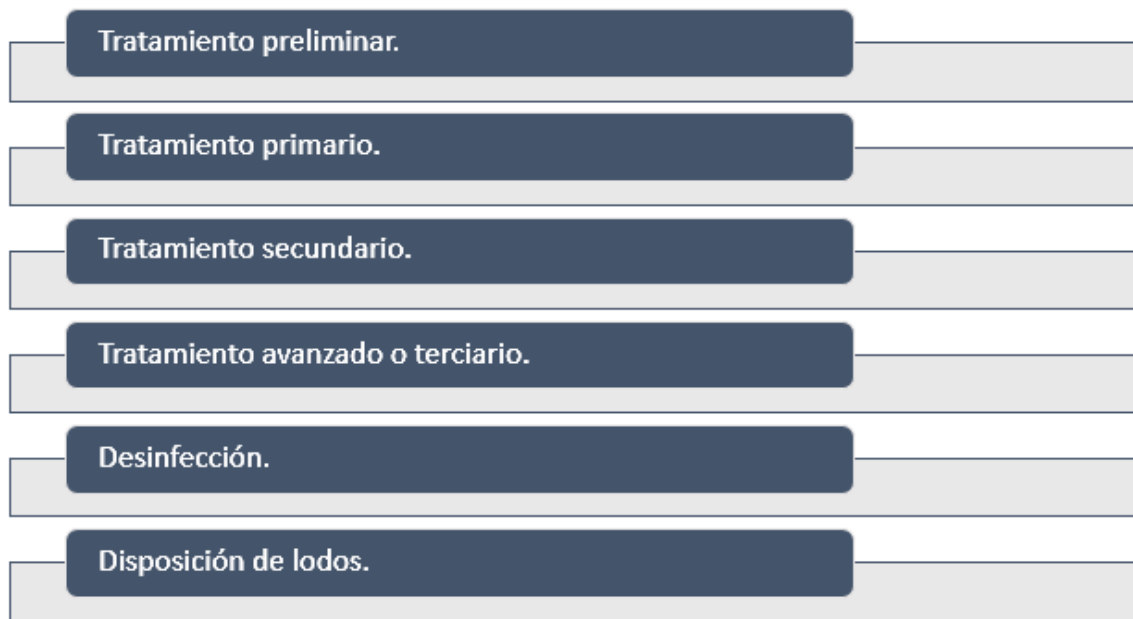 Tratamiento preliminar.
Tratamiento primario.
Tratamiento secundario.
Tratamiento avanzado o terciario.
Desinfección.
Disposición de lodos.